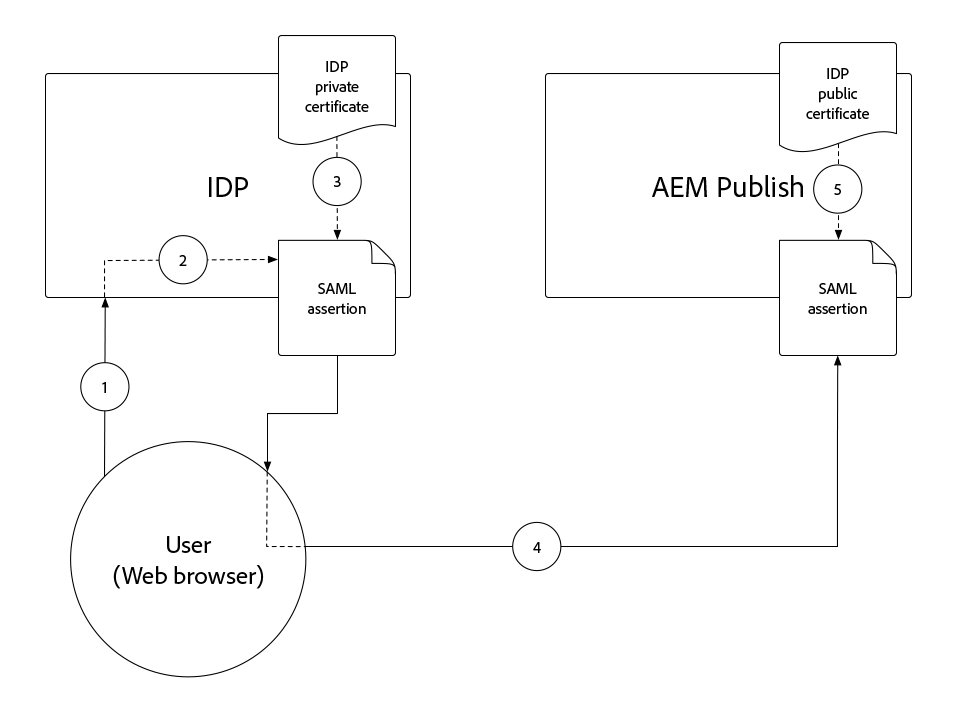 IDP
private
certificate
IDP
public
certificate
3
IDP
AEM Publish
5
2
SAML
assertion
SAML
assertion
1
User
(Web browser)
4